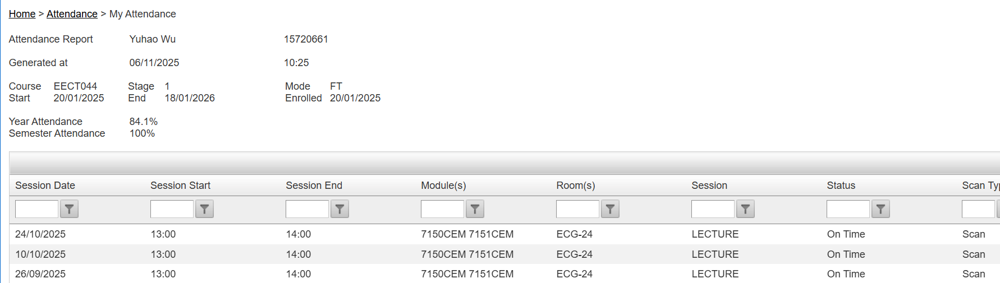 Home > Attendance > My Attendance
Attendance Report Yuhao Wu 15720661
Generated at 06/11/2025 10:25
Course EECT044 Stage 1 Mode FT
Start 20/01/2025 End 18/01/2026 Enrolled 20/01/2025
Year Attendance 84.1%
Semester Attendance 100%
Session Date Session Start Session End Module(s) Room(s) Session Status Scan
24/10/2025 13:00 14:00 7150CEM 7151CEM ECG-24 LECTURE On Time Scan
10/10/2025 13:00 14:00 7150CEM 7151CEM ECG-24 LECTURE On Time Scan
26/09/2025 13:00 14:00 7150CEM 7151CEM ECG-24 LECTURE On Time Scan